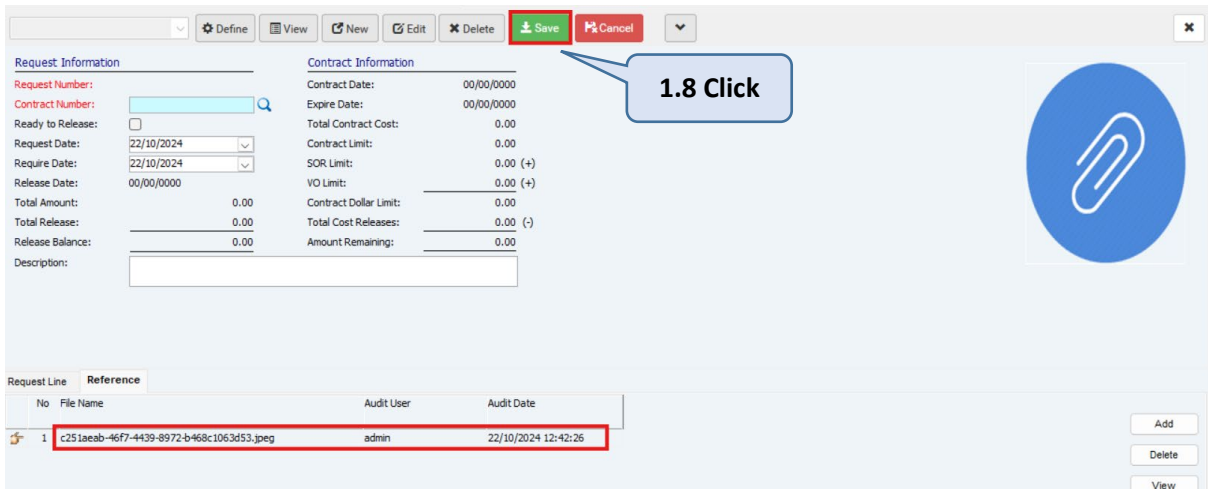 Define View New Edit Delete Save Cancel
1.8 Click
Request Information
Request Number:
Contract Number:
Ready to Release:
Request Date: 22/10/2024
Require Date: 22/10/2024
Release Date: 00/00/0000
Total Amount: 0.00
Total Release: 0.00
Release Balance: 0.00
Description:
Contract Information
Contract Date: 00/00/0000
Expire Date: 00/00/0000
Total Contract Cost: 0.00
Contract Limit: 0.00
SOR Limit: 0.00 (+)
VO Limit: 0.00 (+)
Contract Dollar Limit: 0.00
Total Cost Releases: 0.00 (-)
Amount Remaining: 0.00
Request Line Reference
No File Name Audit User Audit Date
1 c251aeab-46f7-4439-8972-b468c1063d53.jpeg admin 22/10/2024 12:42:26
Add
Delete
View